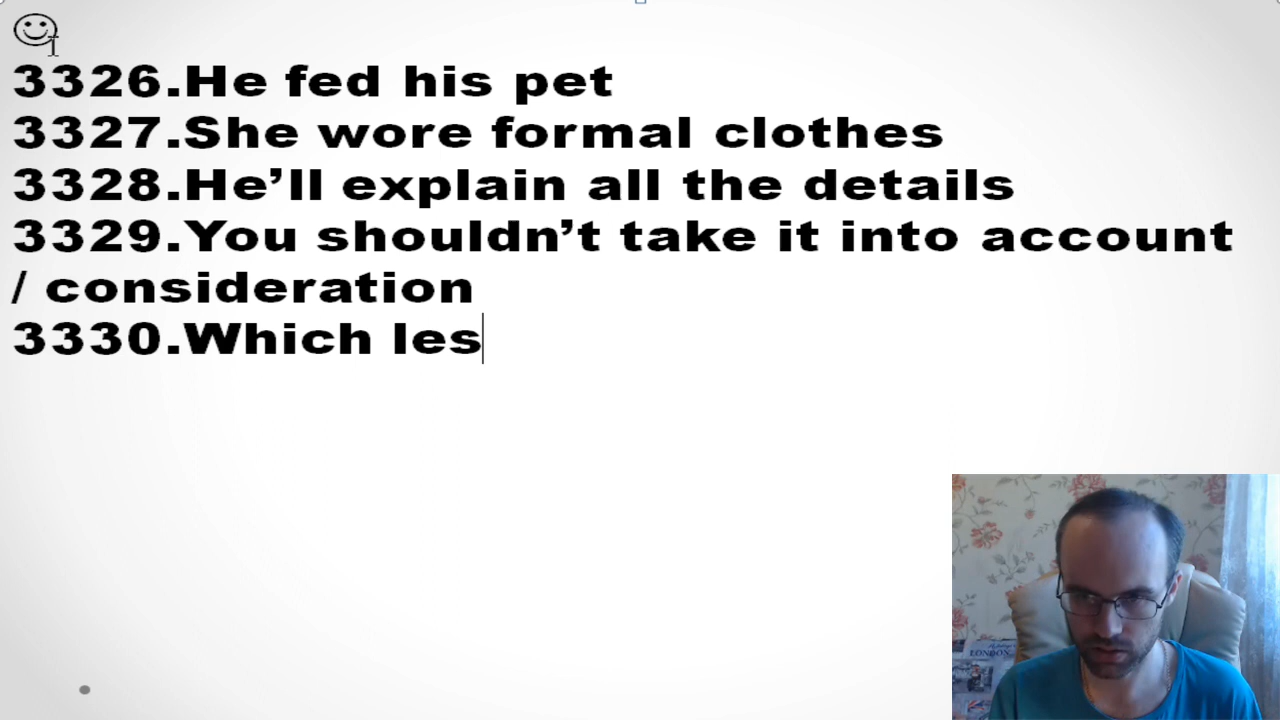 3326.He fed his pet
3327.She wore formal clothes
3328.He’ll explain all the details
3329.You shouldn’t take it into account
/ consideration
3330.Which les
LONDON